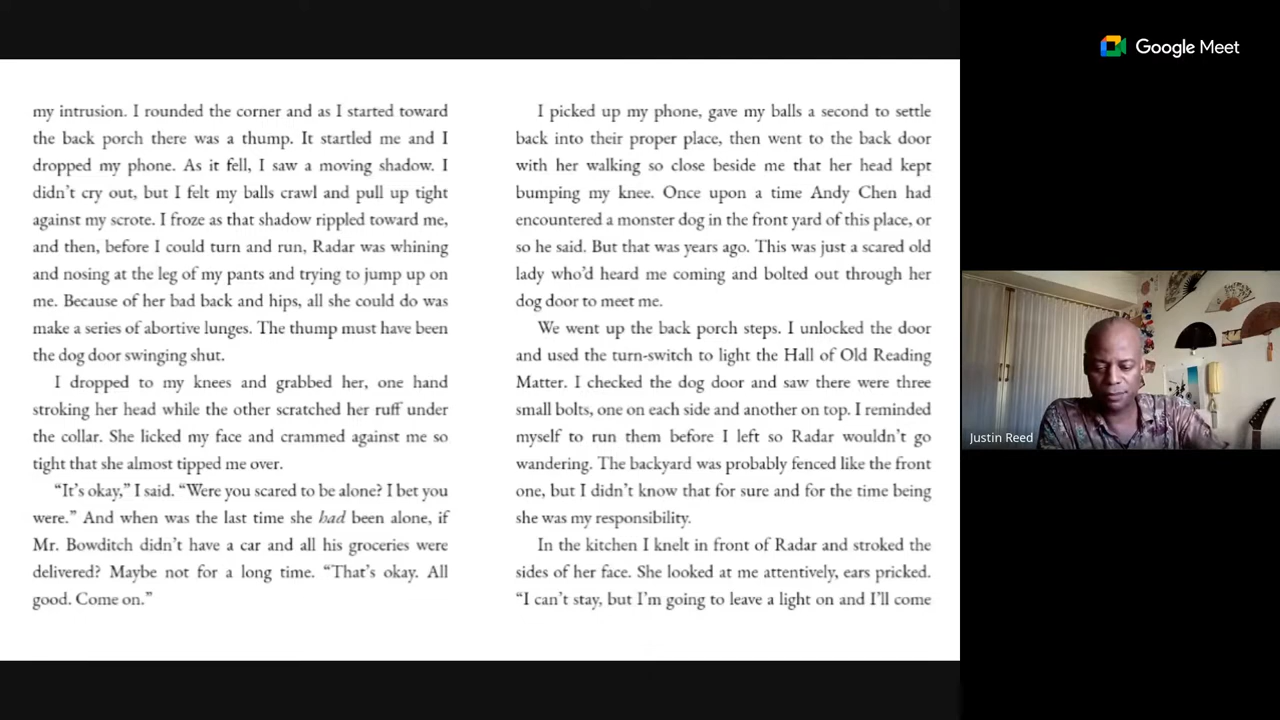 Google Meet
my intrusion. I rounded the corner and as I started toward
the back porch there was a thump. It startled me and I
dropped my phone. As it fell, I saw a moving shadow. I
didn’t cry out, but I felt my balls crawl and pull up tight
against my scrote. I froze as that shadow rippled toward me,
and then, before I could turn and run, Radar was whining
and nosing at the leg of my pants and trying to jump up on
me. Because of her bad back and hips, all she could do was
make a series of abortive lunges. The thump must have been
the dog door swinging shut.
I dropped to my knees and grabbed her, one hand
stroking her head while the other scratched her ruff under
the collar. She licked my face and crammed against me so
tight that she almost tipped me over.
“It’s okay,” I said. “Were you scared to be alone? I bet you
were.” And when was the last time she had been alone, if
Mr. Bowditch didn’t have a car and all his groceries were
delivered? Maybe not for a long time. “That’s okay. All
good. Come on.”
I picked up my phone, gave my balls a second to settle
back into their proper place, then went to the back door
with her walking so close beside me that her head kept
bumping my knee. Once upon a time Andy Chen had
encountered a monster dog in the front yard of this place, or
so he said. But that was years ago. This was just a scared old
lady who’d heard me coming and bolted out through her
dog door to meet me.
We went up the back porch steps. I unlocked the door
and used the turn-switch to light the Hall of Old Reading
Matter. I checked the dog door and saw there were three
small bolts, one on each side and another on top. I reminded
myself to run them before I left so Radar wouldn’t go
wandering. The backyard was probably fenced like the front
one, but I didn’t know that for sure and for the time being
she was my responsibility.
In the kitchen I knelt in front of Radar and stroked the
sides of her face. She looked at me attentively, ears pricked.
“I can’t stay, but I’m going to leave a light on and I’ll come
Justin Reed